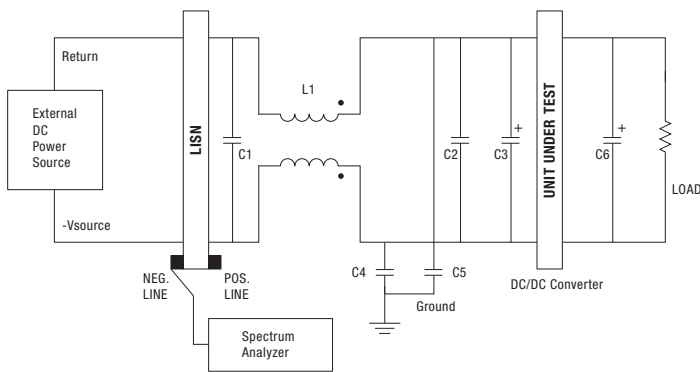 Return
L1
External
DC
Power
Source
LISN
C1
C2
C3
+
UNIT UNDER TEST
C6
+
LOAD
-Vsource
NEG.
LINE
POS.
LINE
C4
C5
Ground
DC/DC Converter
Spectrum
Analyzer